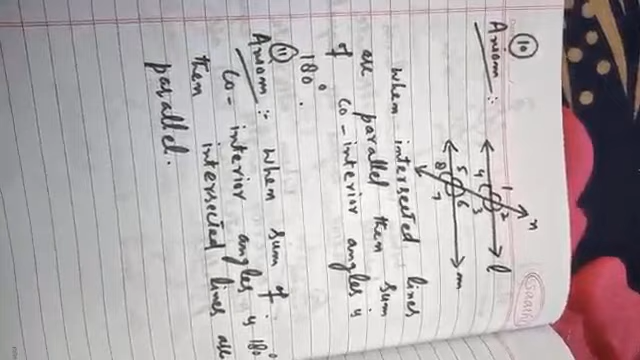 Saathi
10
Axiom :
n
1 2
4 3
l
5 6
8 7
m
when intersected lines
are parallel then sum
of co-interior angles is
180°.
11
Axiom :- when sum of
co-interior angles is 180°
then intersected lines are
parallel.